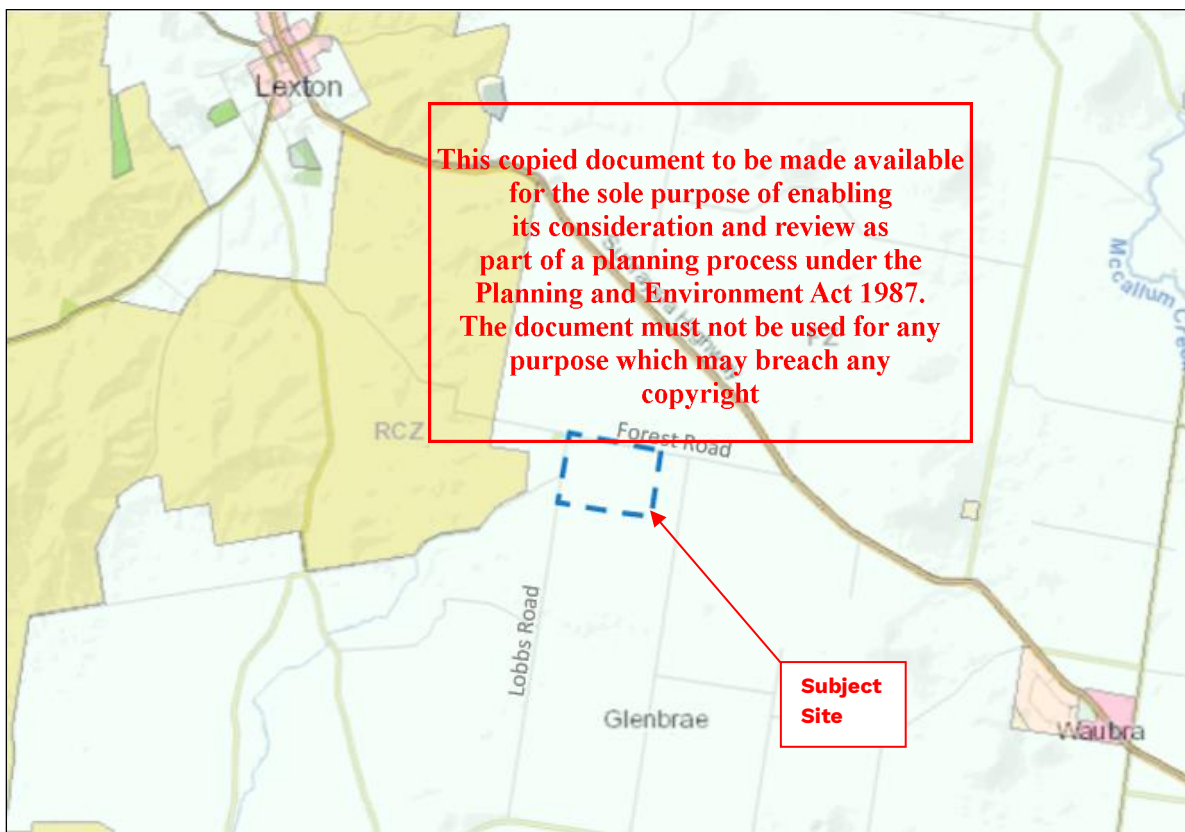 Lexton
This copied document to be made available
for the sole purpose of enabling
its consideration and review as
part of a planning process under the
Planning and Environment Act 1987.
The document must not be used for any
purpose which may breach any
copyright
Mccallum Creek
RCZ
Forest Road
Lobbs Road
Subject
Site
Glenbrae
Waubra